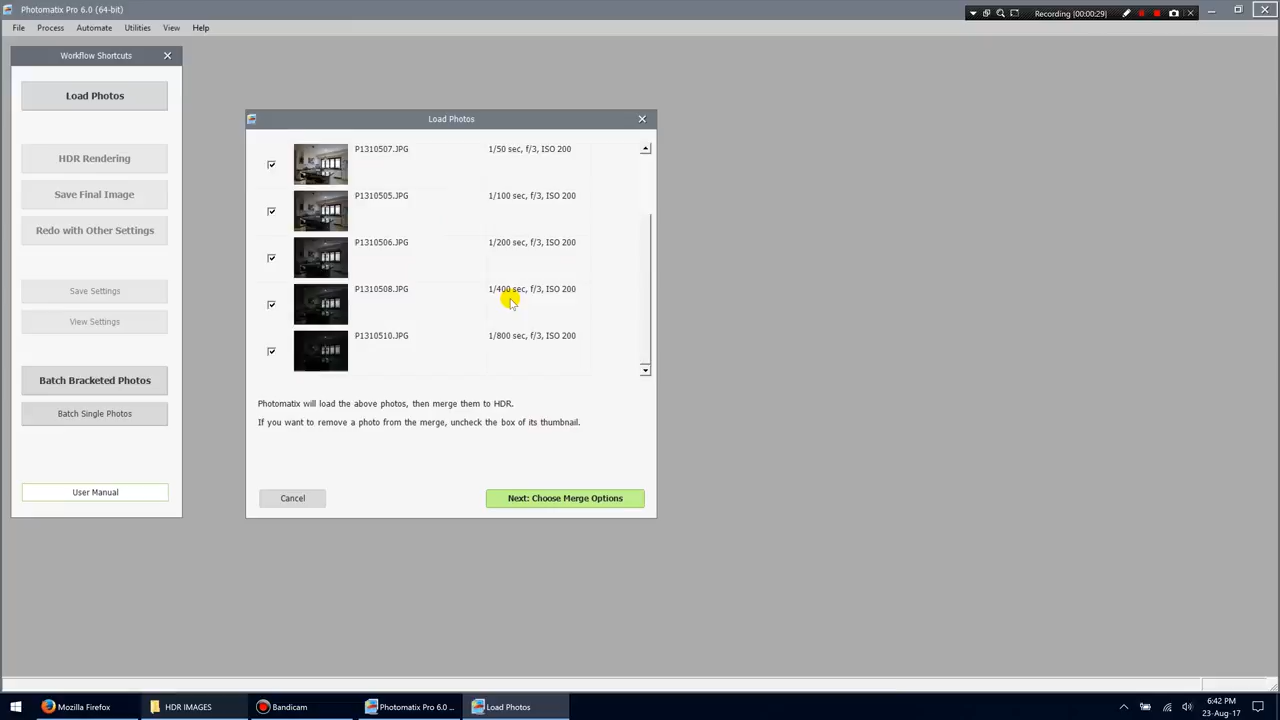 Photomatix Pro 6.0 (64-bit)
Recording [00:00:29]
File Process Automate Utilities View Help
Workflow Shortcuts
Load Photos
HDR Rendering
Save Final Image
Redo with Other Settings
Save Settings
View Settings
Batch Bracketed Photos
Batch Single Photos
User Manual
Load Photos
P1310507.JPG 1/50 sec, f/3, ISO 200
P1310505.JPG 1/100 sec, f/3, ISO 200
P1310506.JPG 1/200 sec, f/3, ISO 200
P1310508.JPG 1/400 sec, f/3, ISO 200
P1310510.JPG 1/800 sec, f/3, ISO 200
Photomatix will load the above photos, then merge them to HDR.
If you want to remove a photo from the merge, uncheck the box of its thumbnail.
Cancel Next: Choose Merge Options
Mozilla Firefox HDR IMAGES Bandicam Photomatix Pro 6.0 ... Load Photos
6:42 PM
23-Aug-17